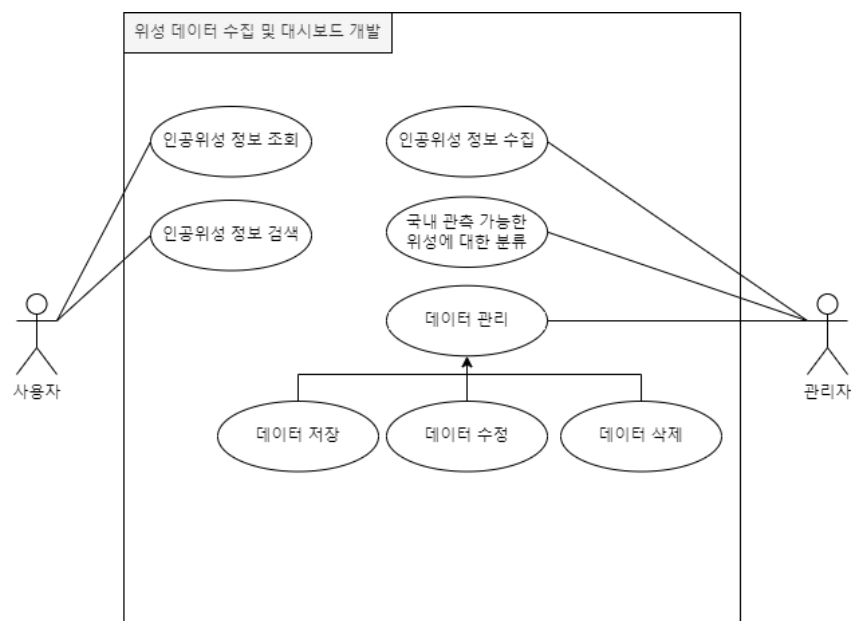 위성 데이터 수집 및 대시보드 개발
인공위성 정보 조회
인공위성 정보 수집
인공위성 정보 검색
국내 관측 가능한
위성에 대한 분류
데이터 관리
사용자
관리자
데이터 저장
데이터 수정
데이터 삭제